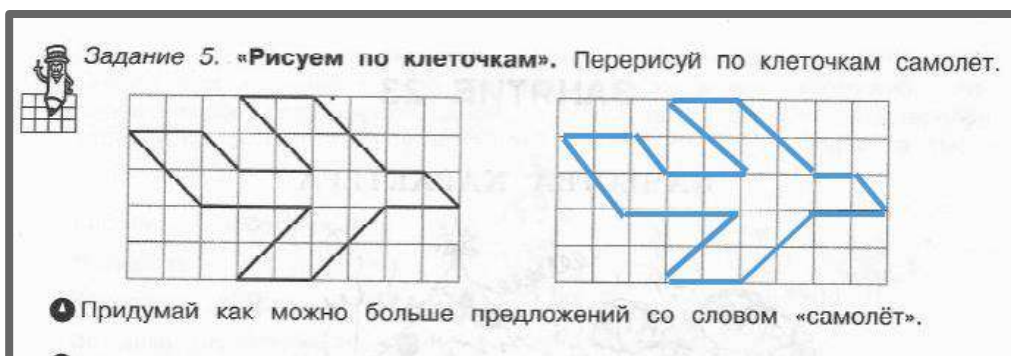 Задание 5. «Рисуем по клеточкам». Перерисуй по клеточкам самолет.
Придумай как можно больше предложений со словом «самолёт».